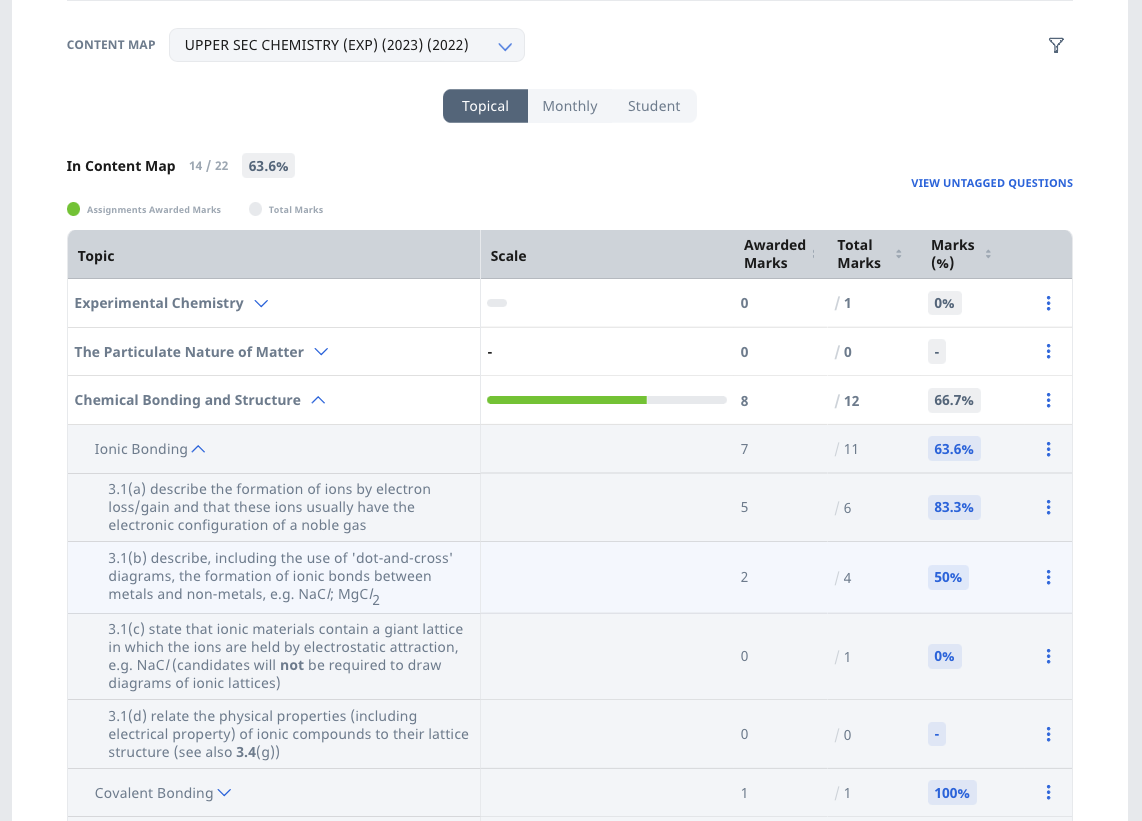 CONTENT MAP UPPER SEC CHEMISTRY (EXP) (2023) (2022)
Topical Monthly Student
In Content Map 14 / 22 63.6%
VIEW UNTAGGED QUESTIONS
Assignments Awarded Marks Total Marks
Topic Scale Awarded Marks Total Marks Marks (%)
Experimental Chemistry 0 / 1 0%
The Particulate Nature of Matter - 0 / 0 -
Chemical Bonding and Structure 8 / 12 66.7%
Ionic Bonding 7 / 11 63.6%
3.1(a) describe the formation of ions by electron
loss/gain and that these ions usually have the
electronic configuration of a noble gas
5 / 6 83.3%
3.1(b) describe, including the use of 'dot-and-cross'
diagrams, the formation of ionic bonds between
metals and non-metals, e.g. NaCl; MgCl2
2 / 4 50%
3.1(c) state that ionic materials contain a giant lattice
in which the ions are held by electrostatic attraction,
e.g. NaCl (candidates will not be required to draw
diagrams of ionic lattices)
0 / 1 0%
3.1(d) relate the physical properties (including
electrical property) of ionic compounds to their lattice
structure (see also 3.4(g))
0 / 0 -
Covalent Bonding 1 / 1 100%